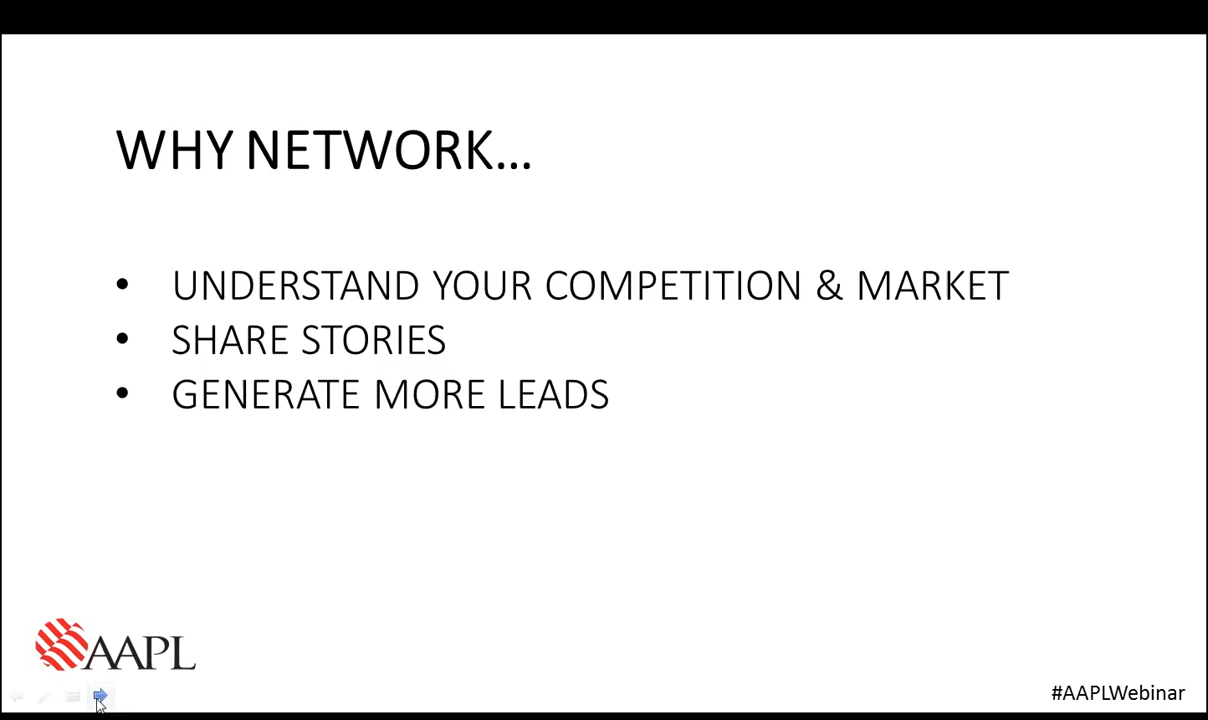 WHY NETWORK...
• UNDERSTAND YOUR COMPETITION & MARKET
• SHARE STORIES
• GENERATE MORE LEADS
AAPL
#AAPLWebinar